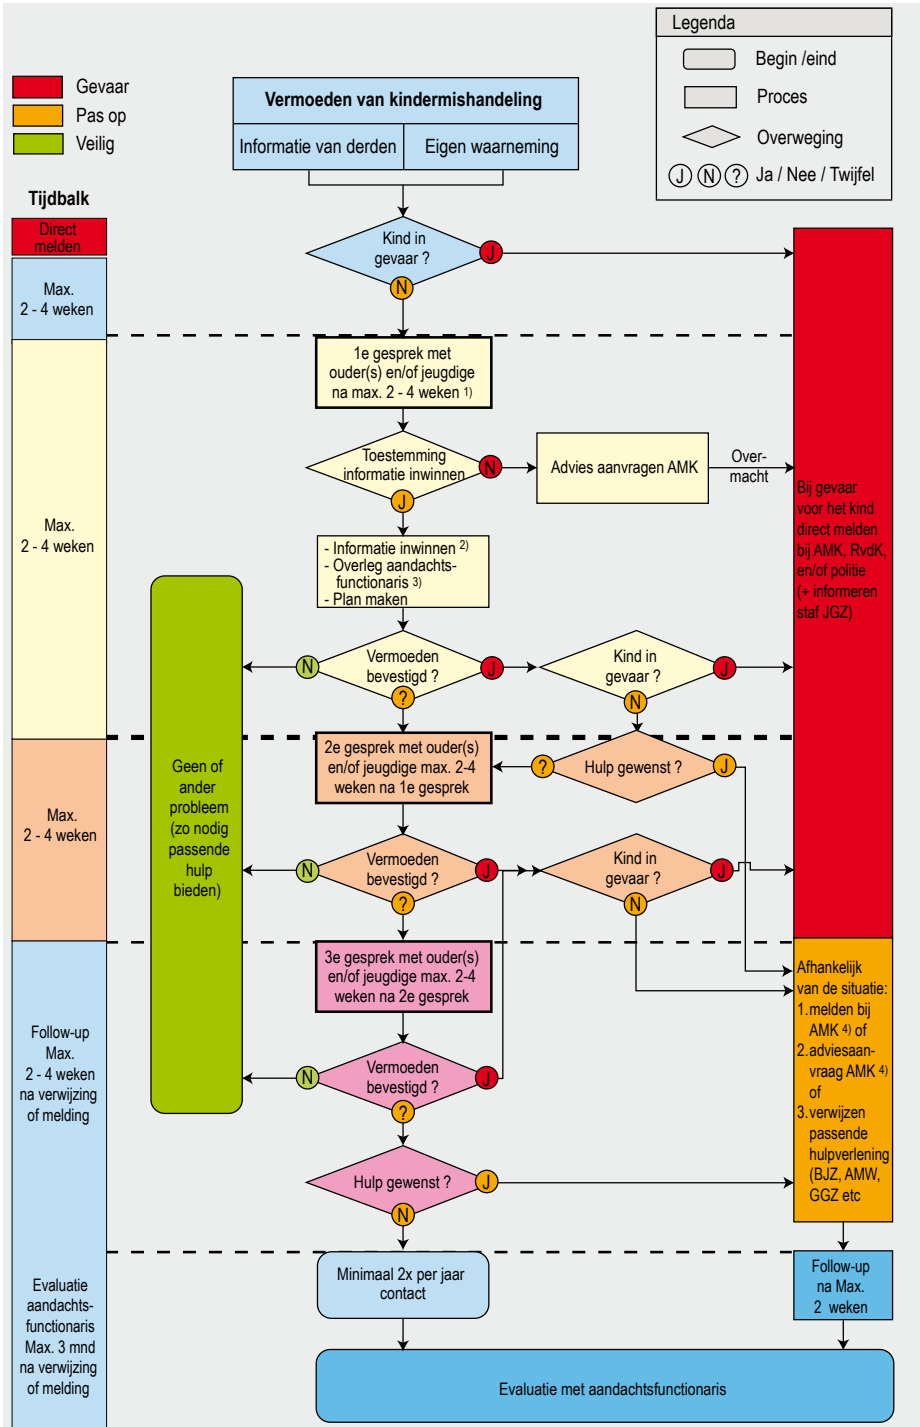 Legenda
Begin /eind
Proces
Overweging
J N ? Ja / Nee / Twijfel
Gevaar
Pas op
Veilig
Vermoeden van kindermishandeling
Informatie van derden
Eigen waarneming
Tijdbalk
Direct
melden
Max.
2 - 4 weken
Max.
2 - 4 weken
Max.
2 - 4 weken
Follow-up
Max.
2 - 4 weken
na verwijzing
of melding
Evaluatie
aandachts-
functionaris
Max. 3 mnd
na verwijzing
of melding
Kind in
gevaar ?
J
N
1e gesprek met
ouder(s) en/of jeugdige
na max. 2 - 4 weken 1)
Toestemming
informatie inwinnen
N
J
Advies aanvragen AMK
Over-
macht
- Informatie inwinnen 2)
- Overleg aandachts-
functionaris 3)
- Plan maken
N
Vermoeden
bevestigd ?
J
?
Kind in
gevaar ?
J
N
2e gesprek met ouder(s)
en/of jeugdige max. 2-4
weken na 1e gesprek
?
Hulp gewenst ?
J
N
Vermoeden
bevestigd ?
J
?
Kind in
gevaar ?
J
N
3e gesprek met ouder(s)
en/of jeugdige max. 2-4
weken na 2e gesprek
N
Vermoeden
bevestigd ?
J
?
Hulp gewenst ?
J
N
Geen of
ander
probleem
(zo nodig
passende
hulp
bieden)
Bij gevaar
voor het kind
direct melden
bij AMK, RvdK,
en/of politie
(+ informeren
staf JGZ)
Afhankelijk
van de situatie:
1. melden bij
AMK 4) of
2. adviesaan-
vraag AMK 4)
of
3. verwijzen
passende
hulpverlening
(BJZ, AMW,
GGZ etc
Minimaal 2x per jaar
contact
Follow-up
na Max.
2 weken
Evaluatie met aandachtsfunctionaris